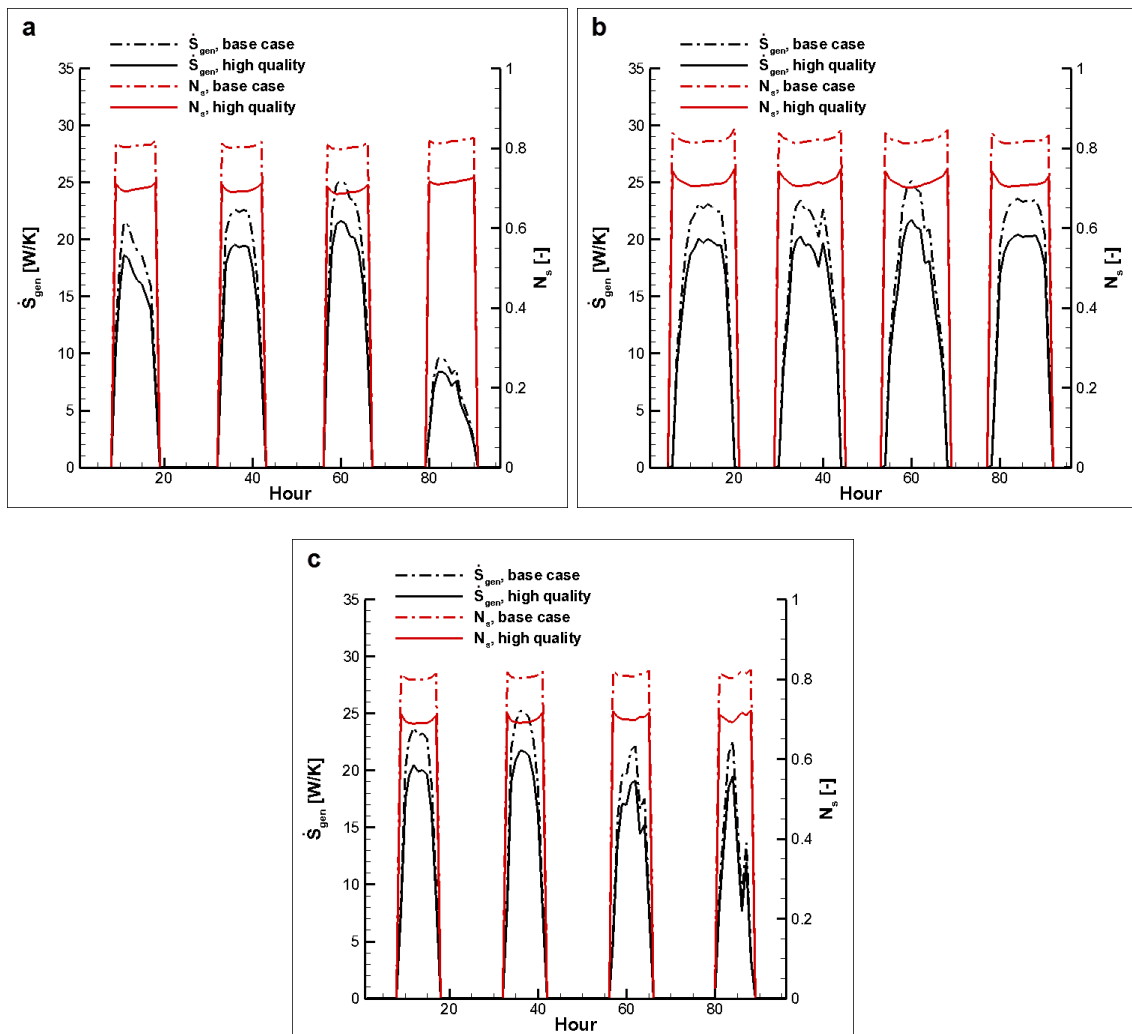 a
Ṡgen, base case
Ṡgen, high quality
Ns, base case
Ns, high quality
35
30
25
20
15
10
5
0
Ṡgen [W/K]
1
0.8
0.6
0.4
0.2
0
Ns [-]
20
40
60
80
Hour
b
Ṡgen, base case
Ṡgen, high quality
Ns, base case
Ns, high quality
35
30
25
20
15
10
5
0
Ṡgen [W/K]
1
0.8
0.6
0.4
0.2
0
Ns [-]
20
40
60
80
Hour
c
Ṡgen, base case
Ṡgen, high quality
Ns, base case
Ns, high quality
35
30
25
20
15
10
5
0
Ṡgen [W/K]
1
0.8
0.6
0.4
0.2
0
Ns [-]
20
40
60
80
Hour